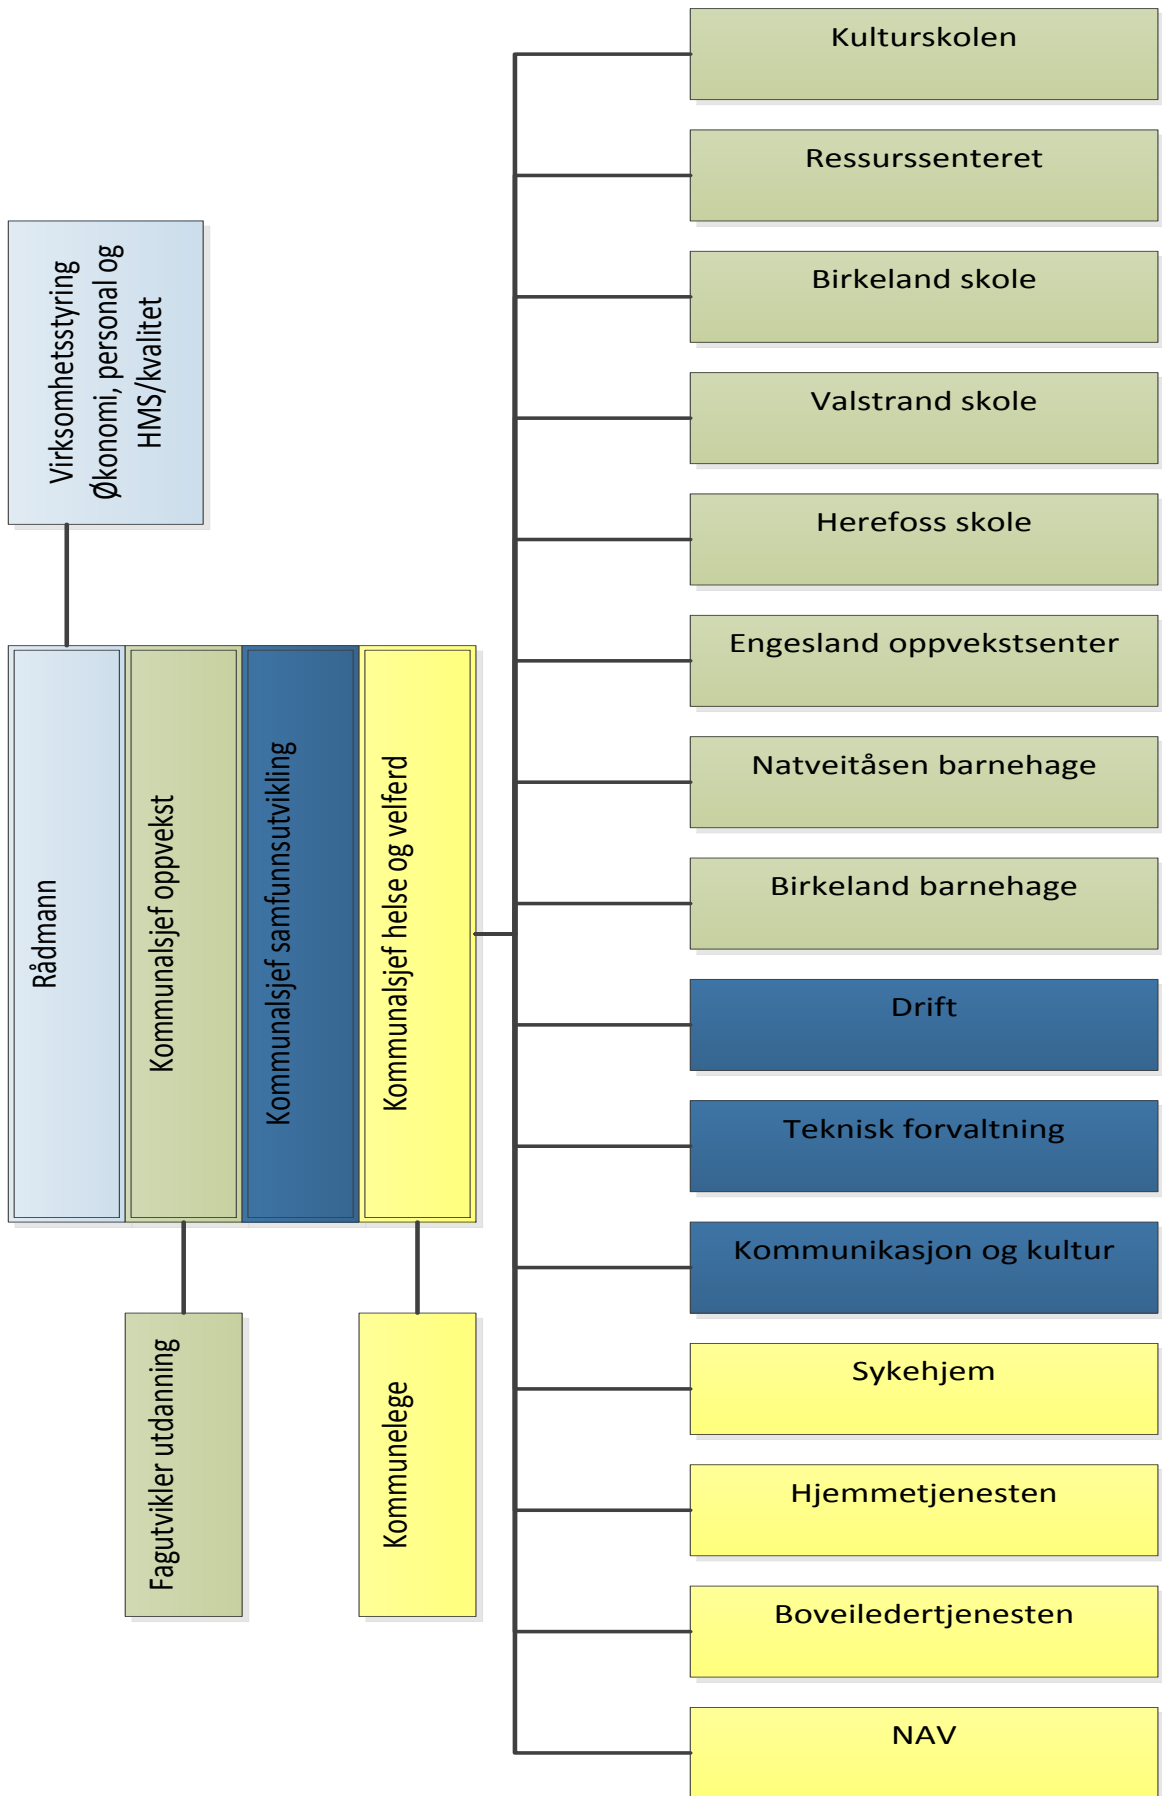 Virksomhetsstyring
Økonomi, personal og
HMS/kvalitet
Rådmann
Kommunalsjef oppvekst
Kommunalsjef samfunnsutvikling
Kommunalsjef helse og velferd
Fagutvikler utdanning
Kommunelege
Kulturskolen
Ressurssenteret
Birkeland skole
Valstrand skole
Herefoss skole
Engesland oppvekstsenter
Natveitåsen barnehage
Birkeland barnehage
Drift
Teknisk forvaltning
Kommunikasjon og kultur
Sykehjem
Hjemmetjenesten
Boveiledertjenesten
NAV